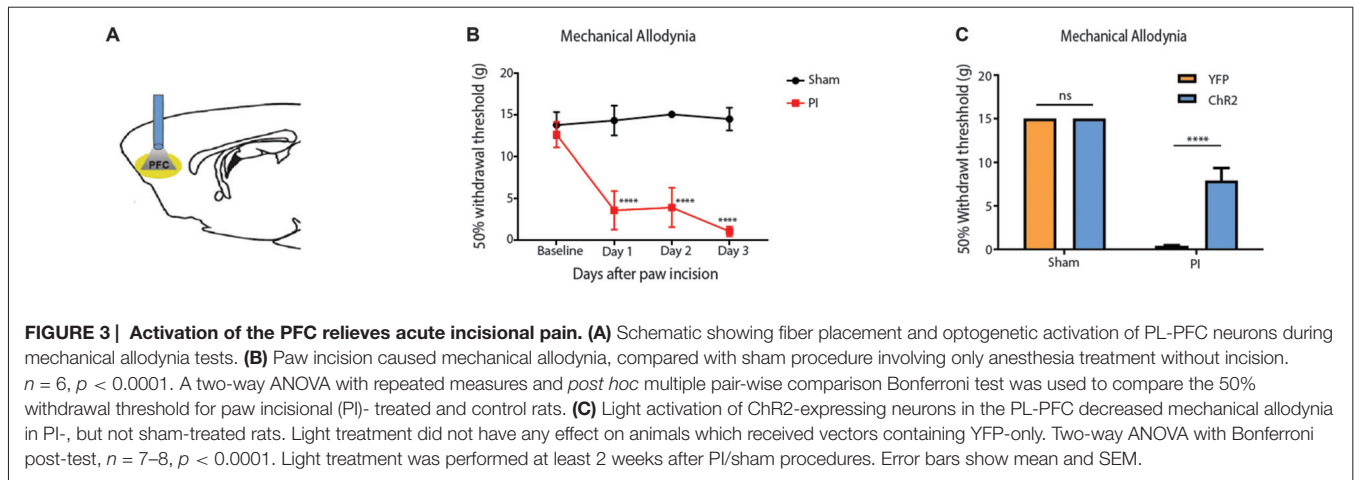 A
PFC
B
Mechanical Allodynia
50% withdrawal threshold (g)
20
15
10
5
0
Baseline Day 1 Day 2 Day 3
Days after paw incision
**** **** ****
Sham
PI
C
Mechanical Allodynia
50% Withdrawl threshhold (g)
20
15
10
5
0
ns
****
Sham PI
YFP
ChR2
FIGURE 3 | Activation of the PFC relieves acute incisional pain. (A) Schematic showing fiber placement and optogenetic activation of PL-PFC neurons during
mechanical allodynia tests. (B) Paw incision caused mechanical allodynia, compared with sham procedure involving only anesthesia treatment without incision.
n = 6, p < 0.0001. A two-way ANOVA with repeated measures and post hoc multiple pair-wise comparison Bonferroni test was used to compare the 50%
withdrawal threshold for paw incisional (PI)- treated and control rats. (C) Light activation of ChR2-expressing neurons in the PL-PFC decreased mechanical allodynia
in PI-, but not sham-treated rats. Light treatment did not have any effect on animals which received vectors containing YFP-only. Two-way ANOVA with Bonferroni
post-test, n = 7–8, p < 0.0001. Light treatment was performed at least 2 weeks after PI/sham procedures. Error bars show mean and SEM.